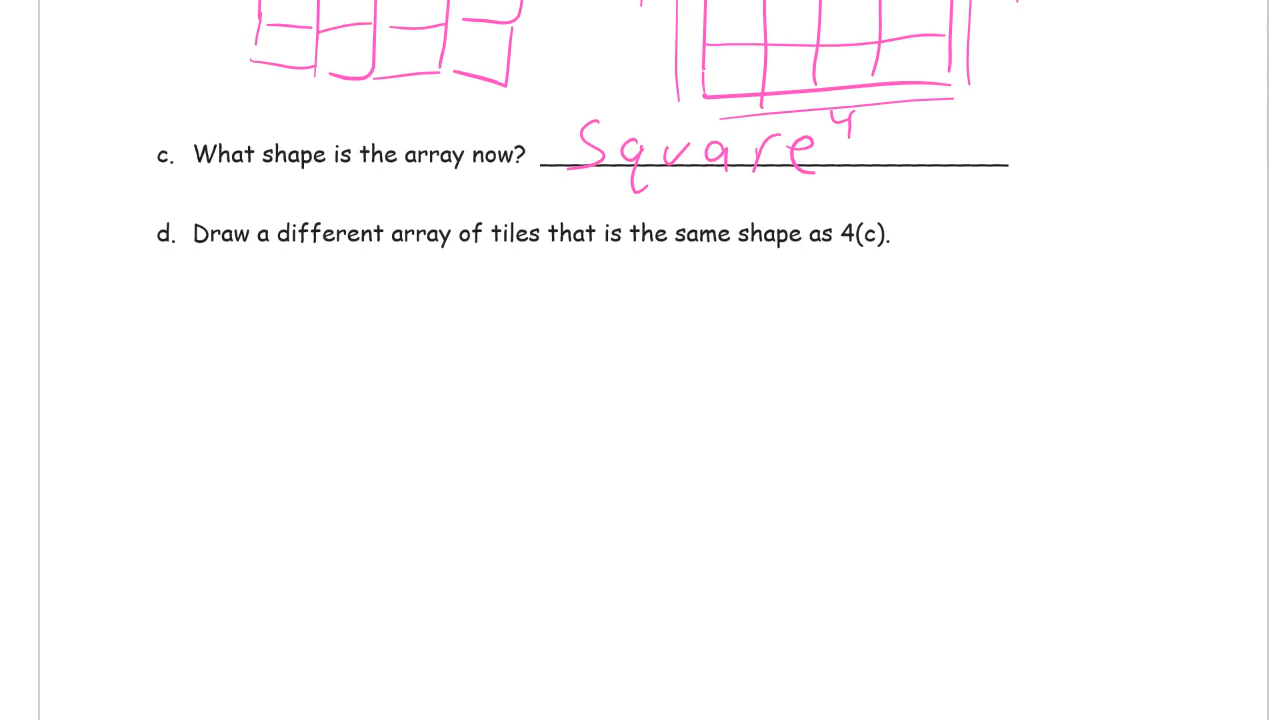 4
c. What shape is the array now? Square
d. Draw a different array of tiles that is the same shape as 4(c).